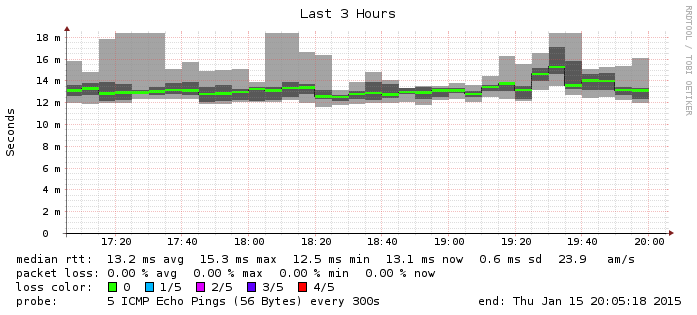 Last 3 Hours
RRDTOOL / TOBI OETIKER
Seconds
18 m
16 m
14 m
12 m
10 m
8 m
6 m
4 m
2 m
0
17:20 17:40 18:00 18:20 18:40 19:00 19:20 19:40 20:00
median rtt: 13.2 ms avg 15.3 ms max 12.5 ms min 13.1 ms now 0.6 ms sd 23.9 am/s
packet loss: 0.00 % avg 0.00 % max 0.00 % min 0.00 % now
loss color: 0 1/5 2/5 3/5 4/5
probe: 5 ICMP Echo Pings (56 Bytes) every 300s end: Thu Jan 15 20:05:18 2015